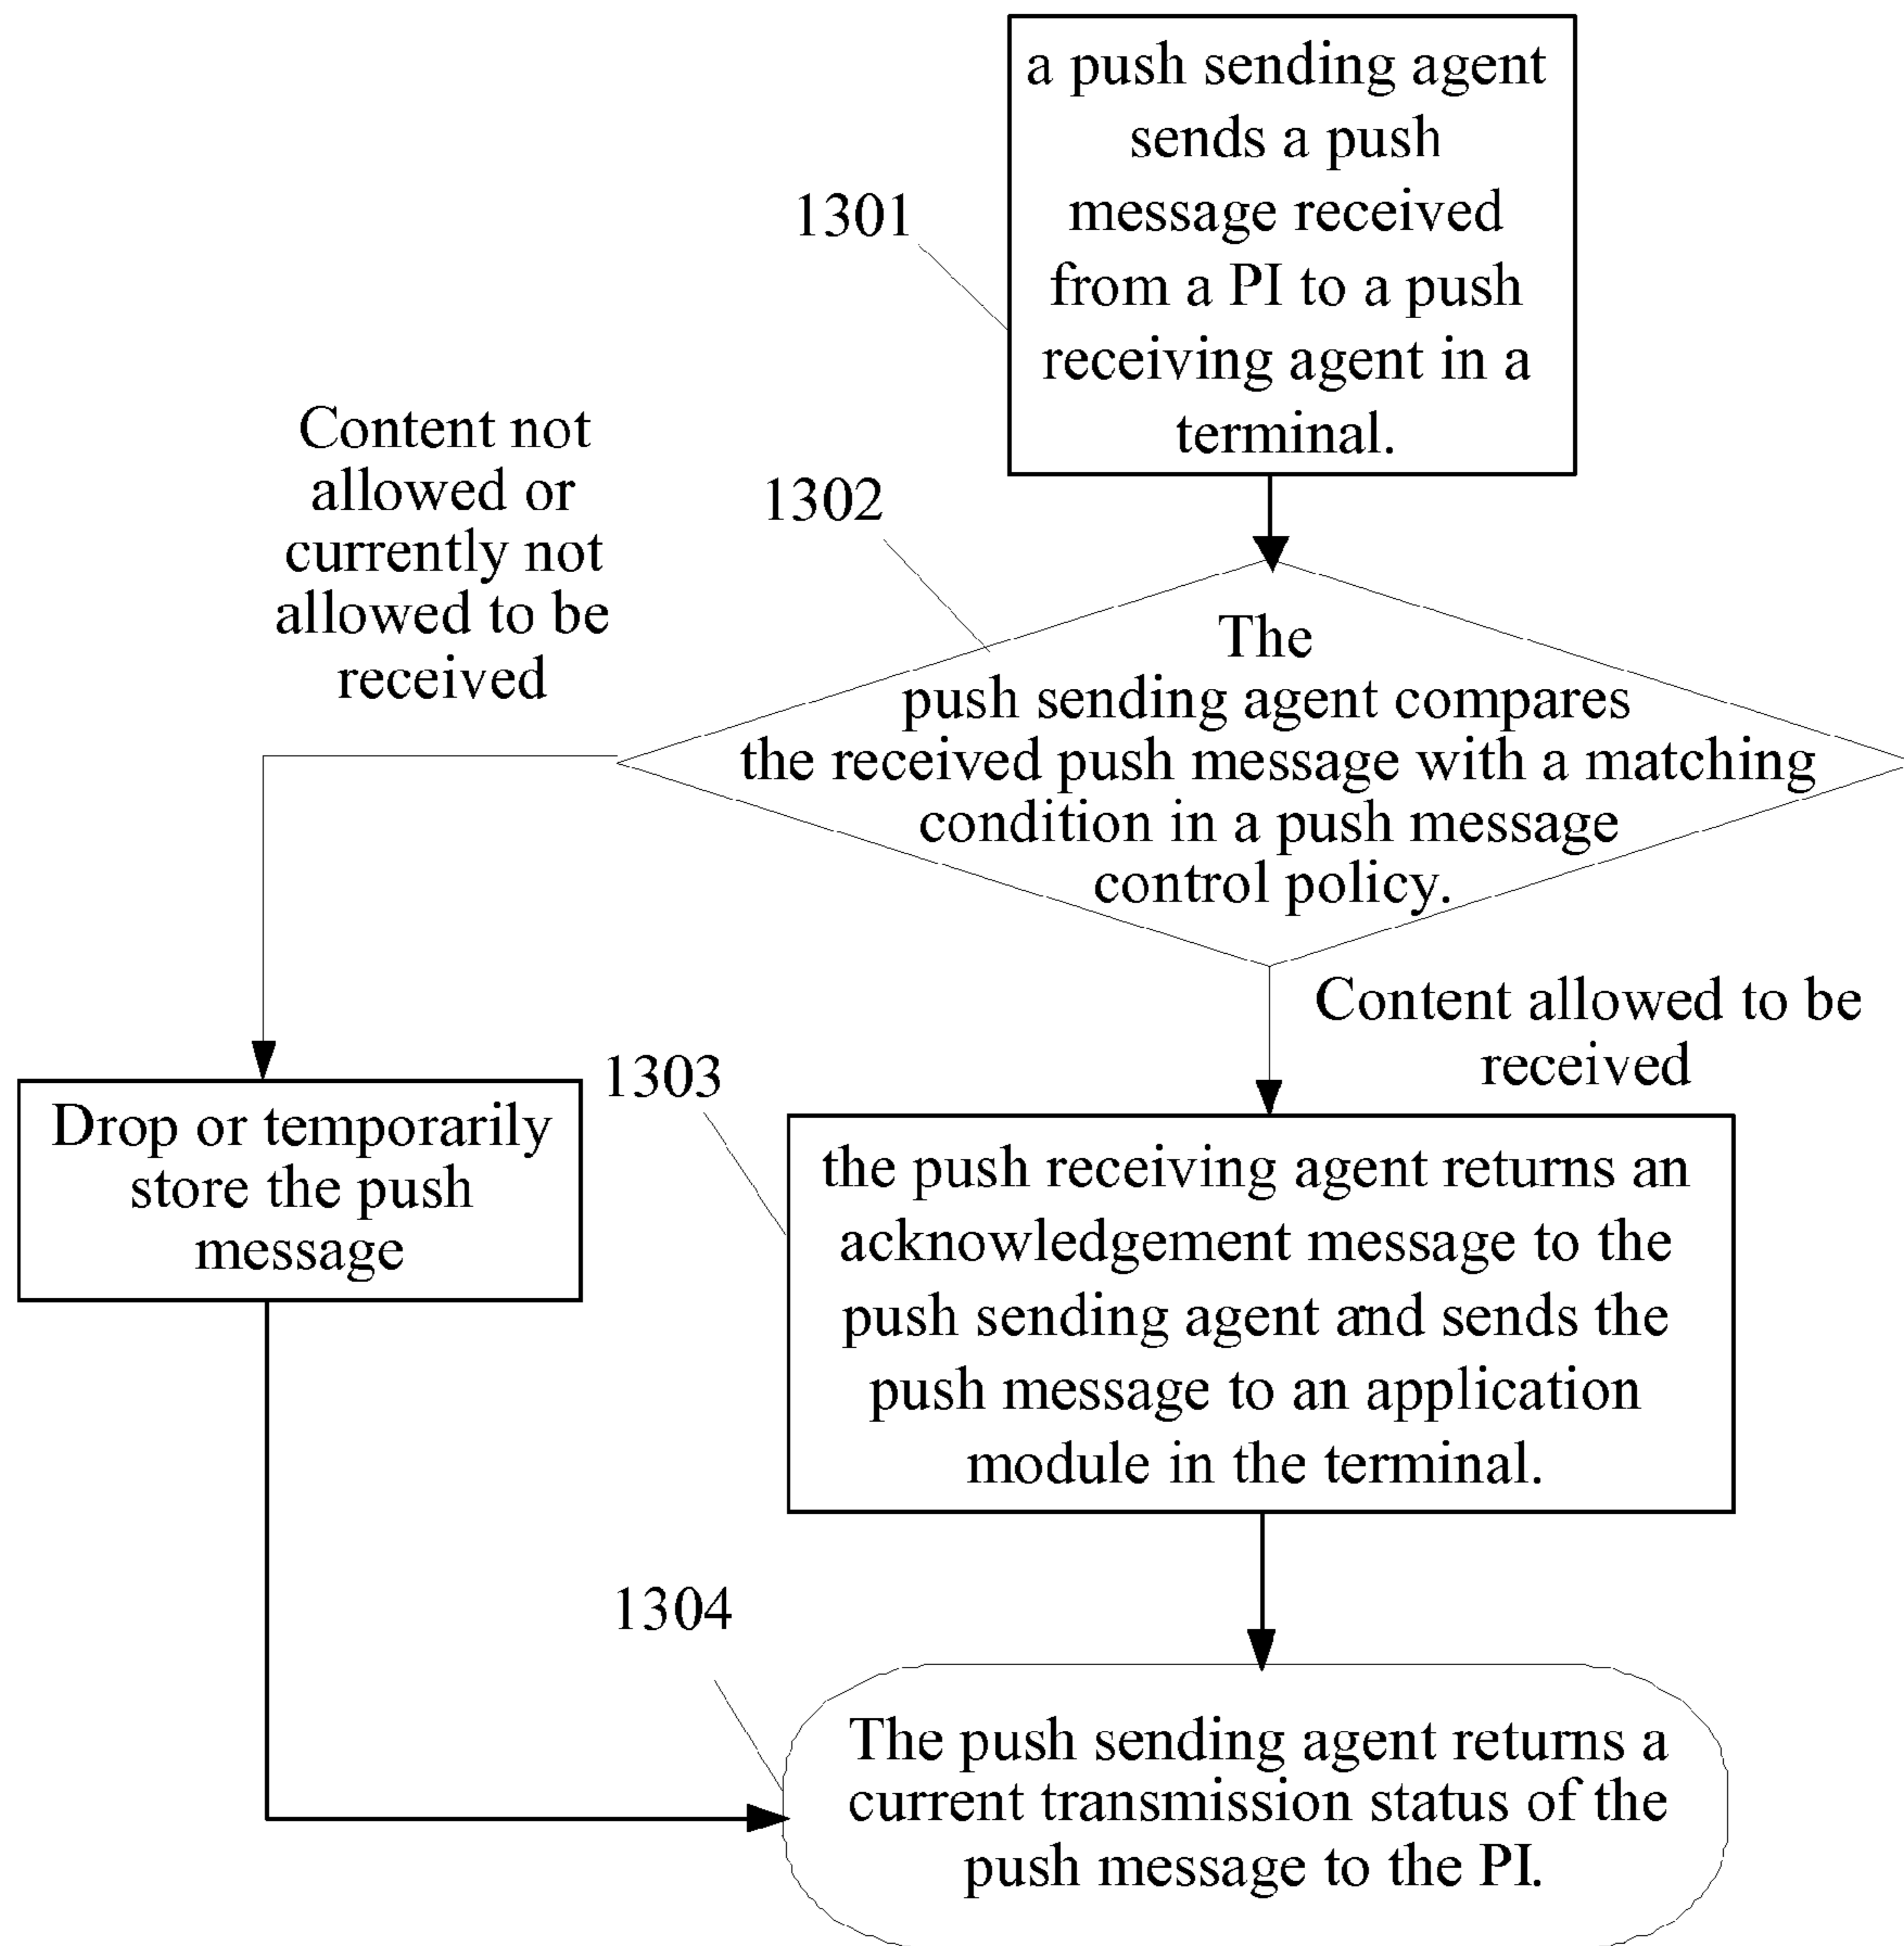 a push sending agent
sends a push
message received
from a PI to a push
receiving agent in a
terminal.
1301
Content not
allowed or
currently not
allowed to be
received
1302
The
push sending agent compares
the received push message with a matching
condition in a push message
control policy.
Content allowed to be
received
Drop or temporarily
store the push
message
1303
the push receiving agent returns an
acknowledgement message to the
push sending agent and sends the
push message to an application
module in the terminal.
1304
The push sending agent returns a
current transmission status of the
push message to the PI.